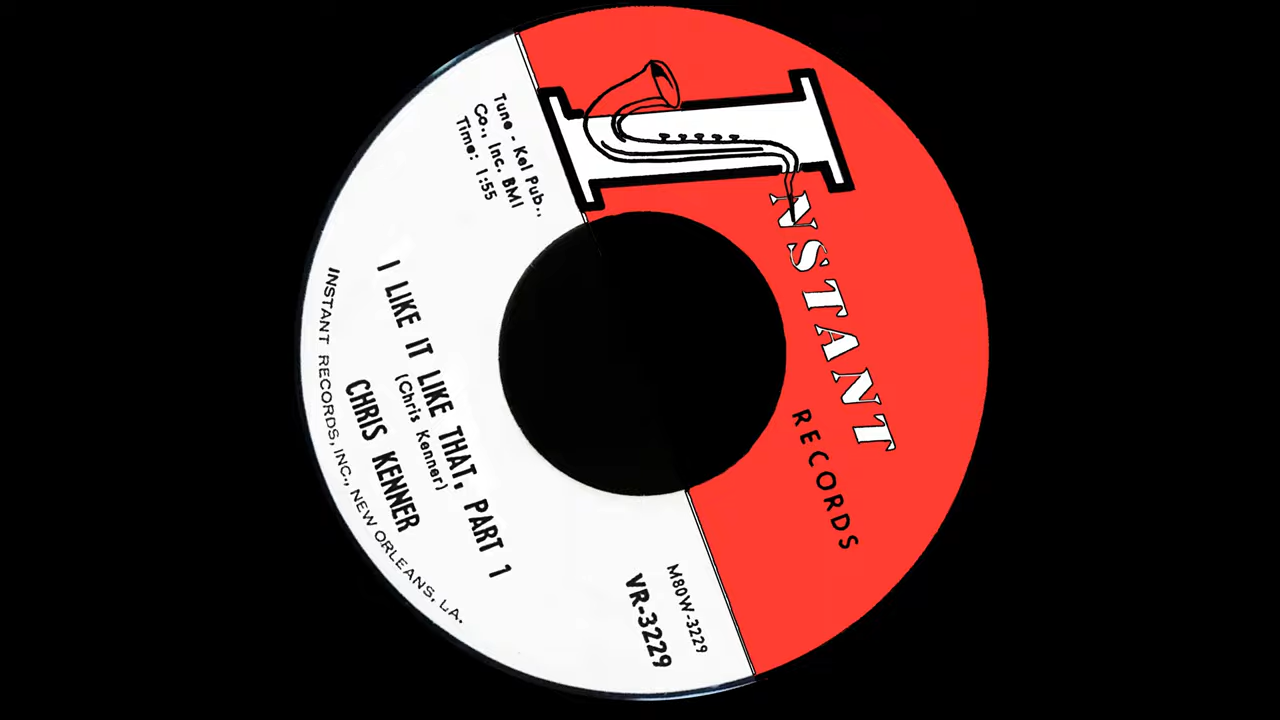 INSTANT
RECORDS
Tune - Kel Pub.,
Co., Inc. BMI
Time: 1:55
M80W-3229
VR-3229
I LIKE IT LIKE THAT, PART 1
(Chris Kenner)
CHRIS KENNER
INSTANT RECORDS, INC., NEW ORLEANS, LA.